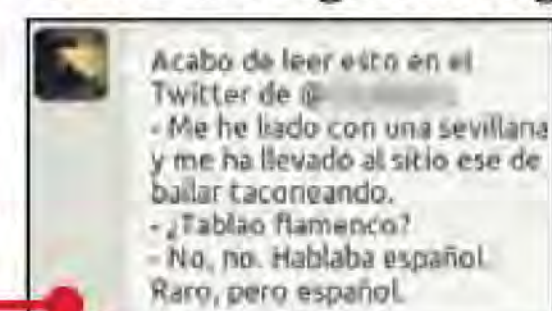 Acabo de leer esto en el
Twitter de @
- Me he liado con una sevillana
y me ha llevado al sitio ese de
bailar taconeando.
- ¿Tablao flamenco?
- No, no. Hablaba español.
Raro, pero español.